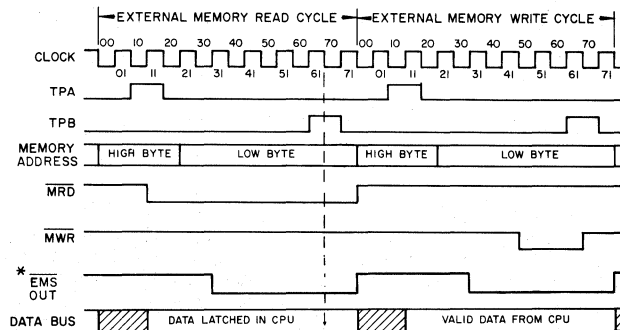 EXTERNAL MEMORY READ CYCLE EXTERNAL MEMORY WRITE CYCLE
00 10 20 30 40 50 60 70 00 10 20 30 40 50 60 70
CLOCK
01 11 21 31 41 51 61 71 01 11 21 31 41 51 61 71
TPA
TPB
MEMORY ADDRESS HIGH BYTE LOW BYTE HIGH BYTE LOW BYTE
MRD
MWR
* EMS
OUT
DATA BUS DATA LATCHED IN CPU VALID DATA FROM CPU